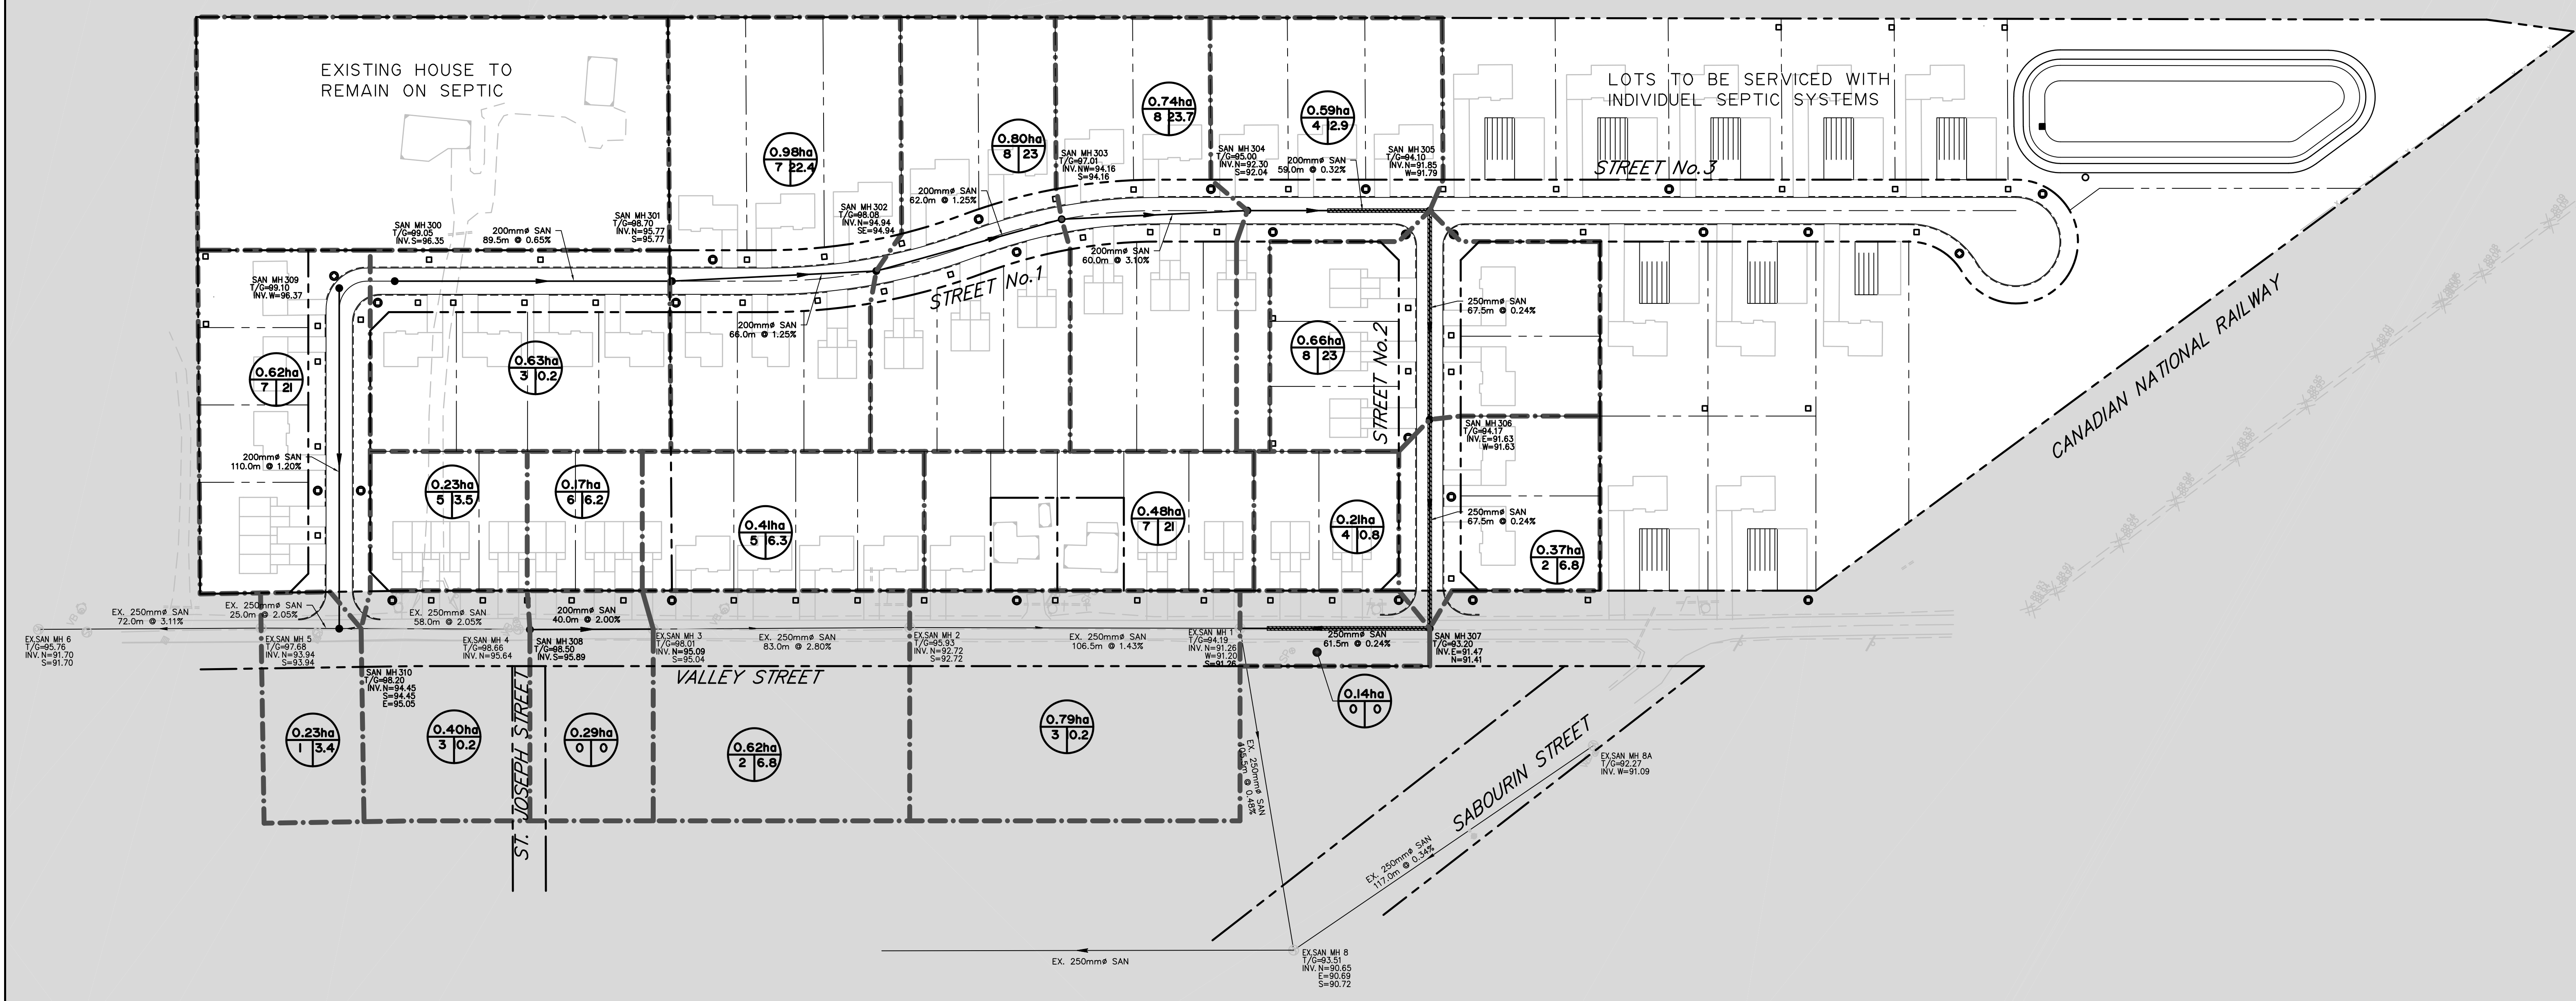 EXISTING HOUSE TO
REMAIN ON SEPTIC
LOTS TO BE SERVICED WITH
INDIVIDUEL SEPTIC SYSTEMS
0.98ha
7 22.4
0.80ha
8 23
0.74ha
8 23.7
0.59ha
4 12.9
SAN MH 300
T/G=99.05
INV. S=96.35
200mmø SAN
89.5m @ 0.65%
SAN MH 301
T/G=98.70
INV. N=95.77
S=95.77
SAN MH 302
T/G=98.08
INV. N=94.94
SE=94.94
200mmø SAN
62.0m @ 1.25%
SAN MH 303
T/G=97.01
INV. NW=94.16
S=94.16
SAN MH 304
T/G=95.00
INV. N=92.30
S=92.04
200mmø SAN
59.0m @ 0.32%
SAN MH 305
T/G=94.10
INV. N=91.85
W=91.79
STREET No.3
SAN MH 309
T/G=99.10
INV. W=96.37
200mmø SAN
66.0m @ 1.25%
STREET No.1
200mmø SAN
60.0m @ 3.10%
250mmø SAN
67.5m @ 0.24%
STREET No.2
CANADIAN NATIONAL RAILWAY
0.62ha
7 21
0.63ha
3 10.2
0.66ha
8 23
SAN MH 306
T/G=94.17
INV. E=91.63
W=91.63
200mmø SAN
110.0m @ 1.20%
0.23ha
5 13.5
0.17ha
6 16.2
0.41ha
5 16.3
0.48ha
7 21
0.21ha
4 10.8
250mmø SAN
67.5m @ 0.24%
0.37ha
2 6.8
EX. 250mmø SAN
72.0m @ 3.11%
EX. 250mmø SAN
25.0m @ 2.05%
EX. 250mmø SAN
58.0m @ 2.05%
200mmø SAN
40.0m @ 2.00%
EX. 250mmø SAN
83.0m @ 2.80%
EX. 250mmø SAN
106.5m @ 1.43%
250mmø SAN
61.5m @ 0.24%
EX.SAN MH 6
T/G=95.76
INV. N=91.70
S=91.70
EX.SAN MH 5
T/G=97.68
INV. N=93.94
S=93.94
EX.SAN MH 4
T/G=98.66
INV. N=95.64
SAN MH308
T/G=98.50
INV. S=95.89
EX.SAN MH 3
T/G=98.01
INV. N=95.09
S=95.04
EX.SAN MH 2
T/G=95.93
INV. N=92.72
S=92.72
EX.SAN MH 1
T/G=94.19
INV. N=91.26
W=91.20
S=91.26
SAN MH307
T/G=93.20
INV. E=91.47
N=91.41
SAN MH 310
T/G=98.20
INV. N=94.45
S=94.45
E=95.05
VALLEY STREET
ST. JOSEPH STREET
0.14ha
0 0
0.23ha
1 3.4
0.40ha
3 10.2
0.29ha
0 0
0.62ha
2 6.8
0.79ha
3 10.2
EX. 250mmø SAN
105.5m @ 0.48%
SABOURIN STREET
EX.SAN MH 8A
T/G=92.27
INV. W=91.09
EX. 250mmø SAN
117.0m @ 0.34%
EX. 250mmø SAN
EX.SAN MH 8
T/G=93.51
INV. N=90.65
E=90.69
S=90.72